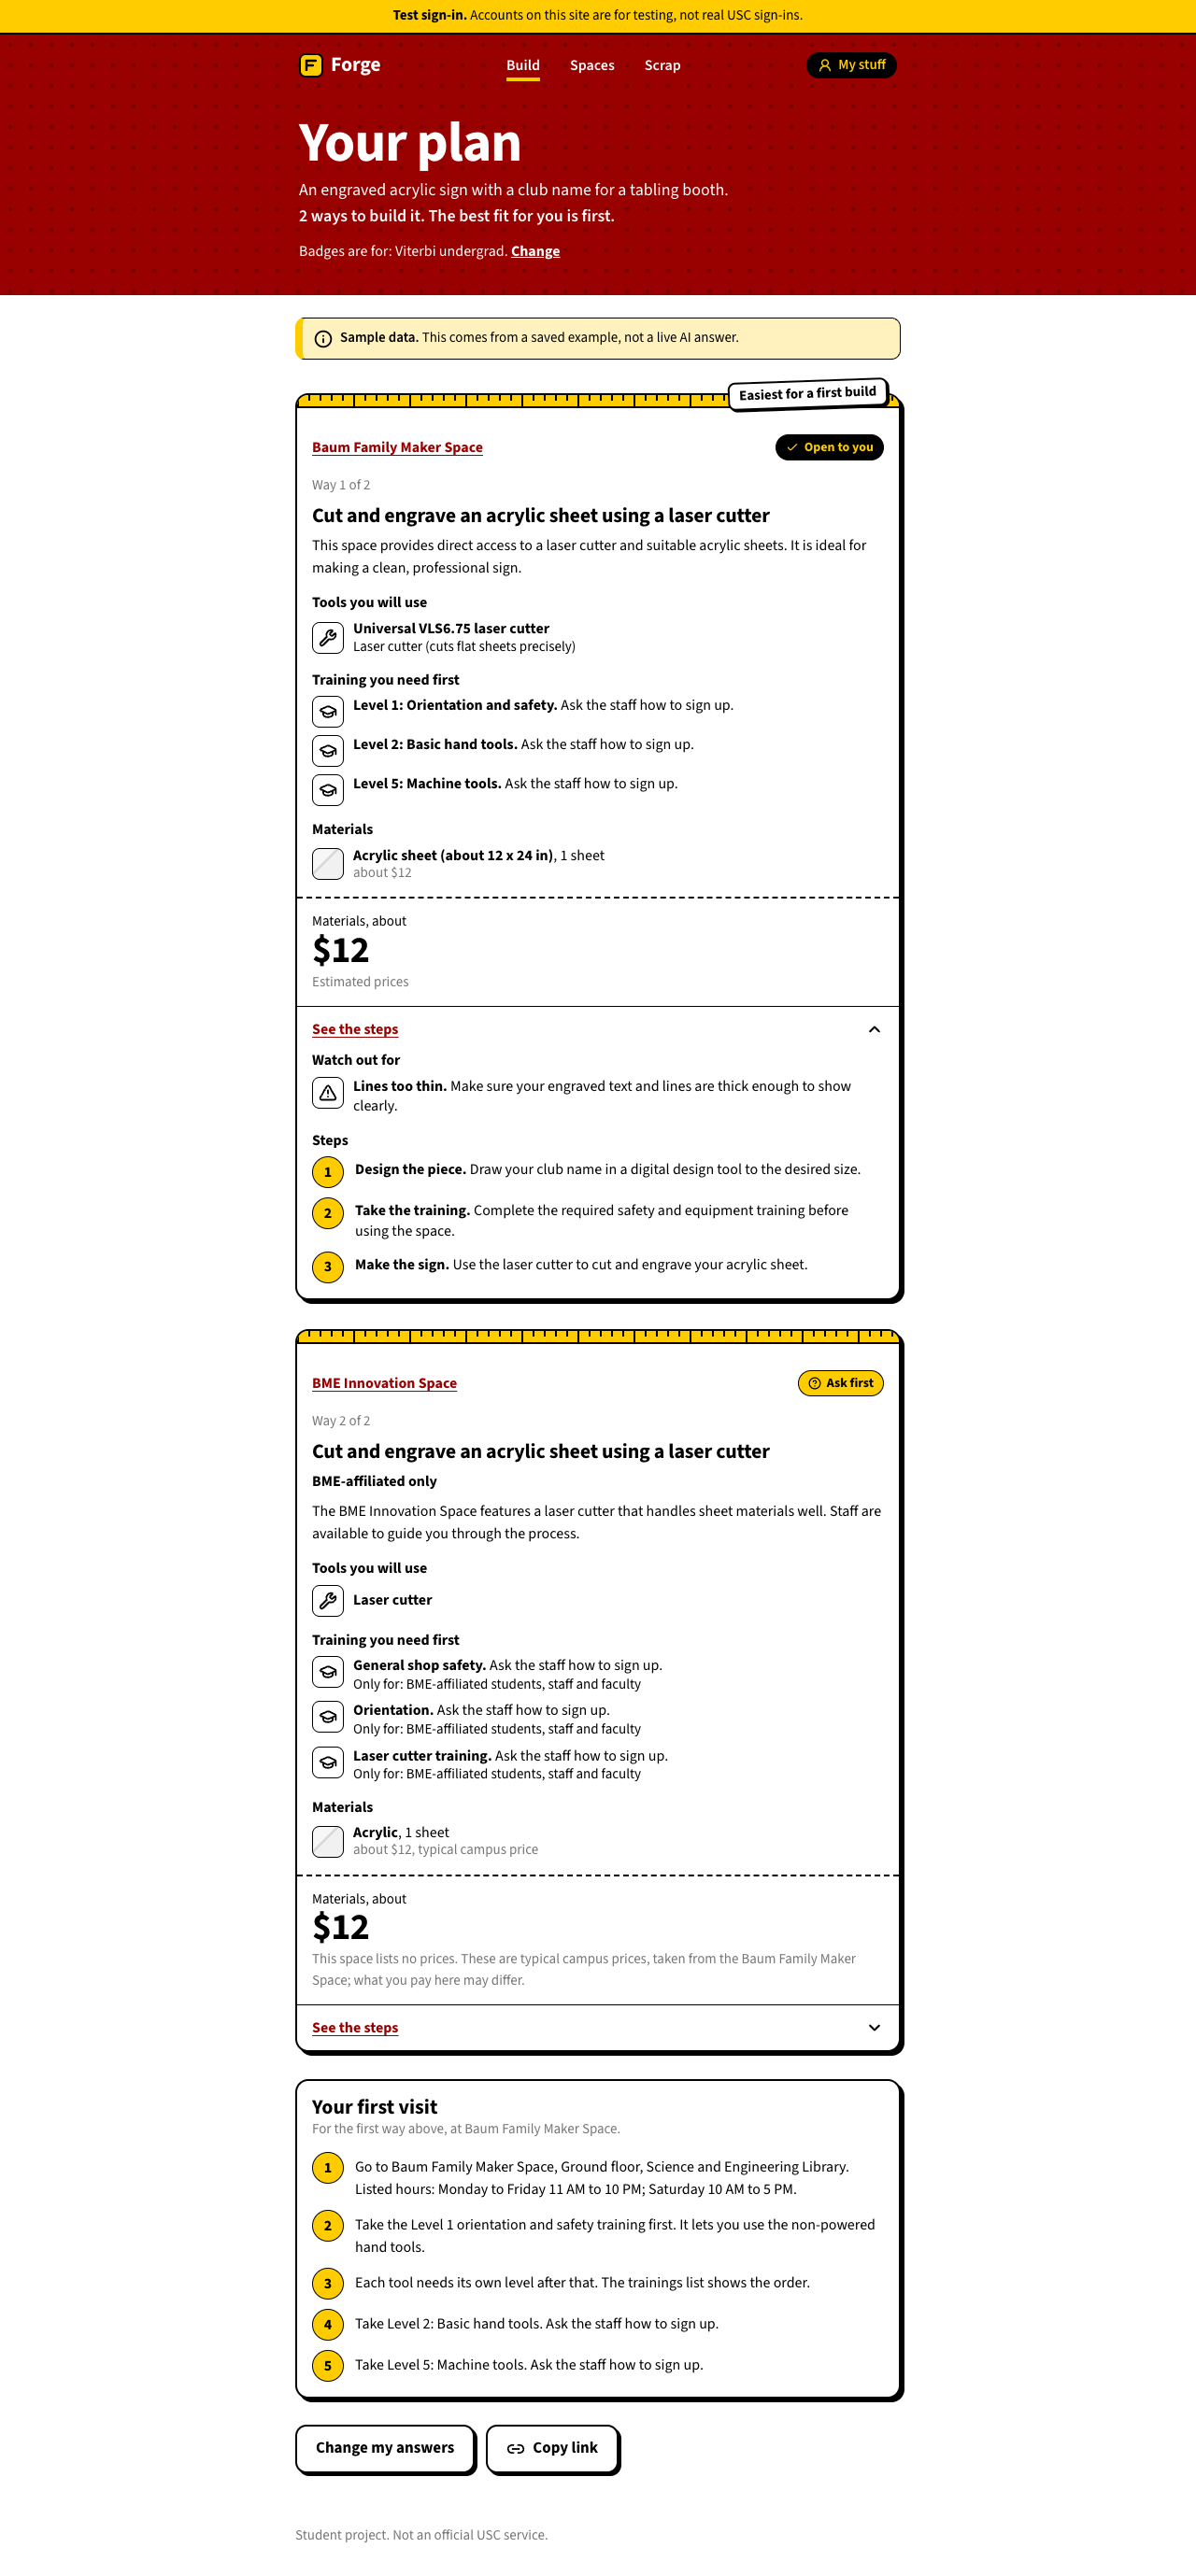 Test sign-in. Accounts on this site are for testing, not real USC sign-ins.
Forge
Build
Spaces
Scrap
My stuff
Your plan
An engraved acrylic sign with a club name for a tabling booth.
2 ways to build it. The best fit for you is first.
Badges are for: Viterbi undergrad. Change
Sample data. This comes from a saved example, not a live AI answer.
Easiest for a first build
Baum Family Maker Space
Open to you
Way 1 of 2
Cut and engrave an acrylic sheet using a laser cutter
This space provides direct access to a laser cutter and suitable acrylic sheets. It is ideal for
making a clean, professional sign.
Tools you will use
Universal VLS6.75 laser cutter
Laser cutter (cuts flat sheets precisely)
Training you need first
Level 1: Orientation and safety. Ask the staff how to sign up.
Level 2: Basic hand tools. Ask the staff how to sign up.
Level 5: Machine tools. Ask the staff how to sign up.
Materials
Acrylic sheet (about 12 x 24 in), 1 sheet
about $12
Materials, about
$12
Estimated prices
See the steps
Watch out for
Lines too thin. Make sure your engraved text and lines are thick enough to show
clearly.
Steps
1 Design the piece. Draw your club name in a digital design tool to the desired size.
2 Take the training. Complete the required safety and equipment training before
using the space.
3 Make the sign. Use the laser cutter to cut and engrave your acrylic sheet.
BME Innovation Space
Ask first
Way 2 of 2
Cut and engrave an acrylic sheet using a laser cutter
BME-affiliated only
The BME Innovation Space features a laser cutter that handles sheet materials well. Staff are
available to guide you through the process.
Tools you will use
Laser cutter
Training you need first
General shop safety. Ask the staff how to sign up.
Only for: BME-affiliated students, staff and faculty
Orientation. Ask the staff how to sign up.
Only for: BME-affiliated students, staff and faculty
Laser cutter training. Ask the staff how to sign up.
Only for: BME-affiliated students, staff and faculty
Materials
Acrylic, 1 sheet
about $12, typical campus price
Materials, about
$12
This space lists no prices. These are typical campus prices, taken from the Baum Family Maker
Space; what you pay here may differ.
See the steps
Your first visit
For the first way above, at Baum Family Maker Space.
1 Go to Baum Family Maker Space, Ground floor, Science and Engineering Library.
Listed hours: Monday to Friday 11 AM to 10 PM; Saturday 10 AM to 5 PM.
2 Take the Level 1 orientation and safety training first. It lets you use the non-powered
hand tools.
3 Each tool needs its own level after that. The trainings list shows the order.
4 Take Level 2: Basic hand tools. Ask the staff how to sign up.
5 Take Level 5: Machine tools. Ask the staff how to sign up.
Change my answers
Copy link
Student project. Not an official USC service.